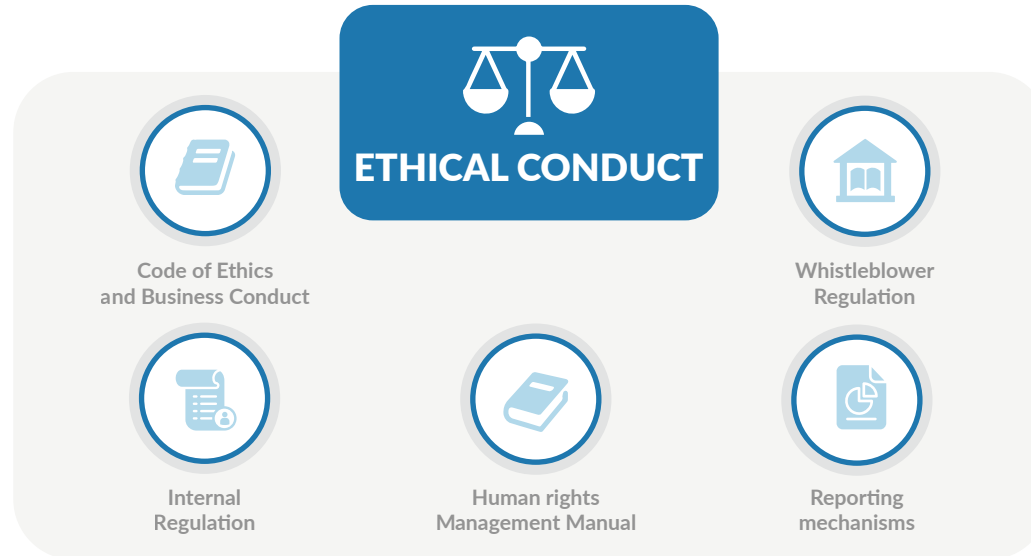 ETHICAL CONDUCT
Code of Ethics
and Business Conduct
Whistleblower
Regulation
Internal
Regulation
Human rights
Management Manual
Reporting
mechanisms